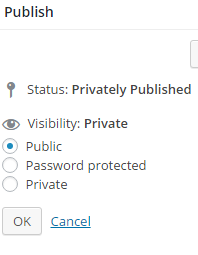 Publish
Status: Privately Published
Visibility: Private
Public
Password protected
Private
OK Cancel